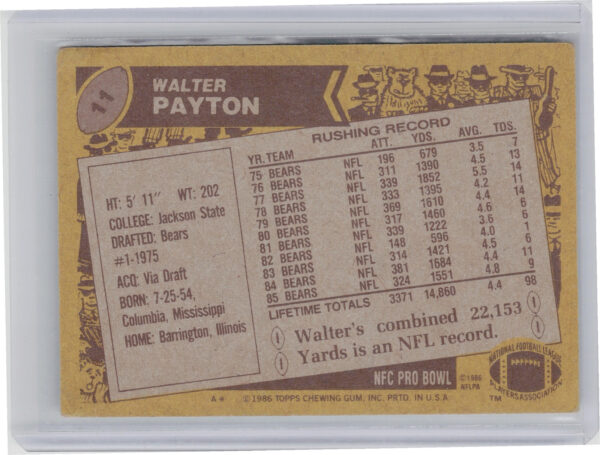 11
WALTER
PAYTON
HT: 5' 11" WT: 202
COLLEGE: Jackson State
DRAFTED: Bears
#1-1975
ACQ: Via Draft
BORN: 7-25-54,
Columbia, Mississippi
HOME: Barrington, Illinois
RUSHING RECORD
YR. TEAM ATT. YDS. AVG. TDS.
75 BEARS NFL 196 679 3.5 7
76 BEARS NFL 311 1390 4.5 13
77 BEARS NFL 339 1852 5.5 14
78 BEARS NFL 333 1395 4.2 11
79 BEARS NFL 369 1610 4.4 14
80 BEARS NFL 317 1460 4.6 6
81 BEARS NFL 339 1222 3.6 6
82 BEARS NFL 148 596 4.0 1
83 BEARS NFL 314 1421 4.5 6
84 BEARS NFL 381 1684 4.4 11
85 BEARS NFL 324 1551 4.8 9
LIFETIME TOTALS 3371 14,860 4.4 98
Walter's combined 22,153
Yards is an NFL record.
NFC PRO BOWL
©1986
NFLPA
NATIONAL FOOTBALL LEAGUE
PLAYERS ASSOCIATION
TM
A * © 1986 TOPPS CHEWING GUM, INC. PRTD. IN U.S.A